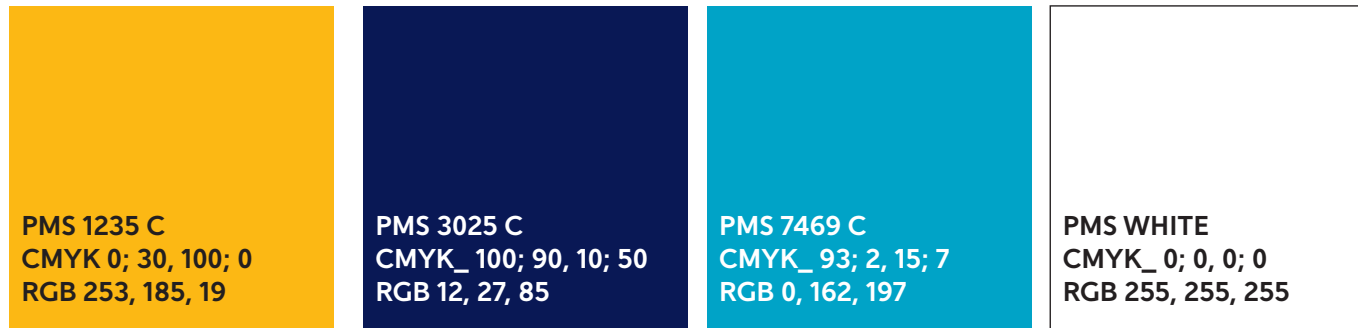 PMS 1235 C
CMYK 0; 30, 100; 0
RGB 253, 185, 19
PMS 3025 C
CMYK_ 100; 90, 10; 50
RGB 12, 27, 85
PMS 7469 C
CMYK_ 93; 2, 15; 7
RGB 0, 162, 197
PMS WHITE
CMYK_ 0; 0, 0; 0
RGB 255, 255, 255